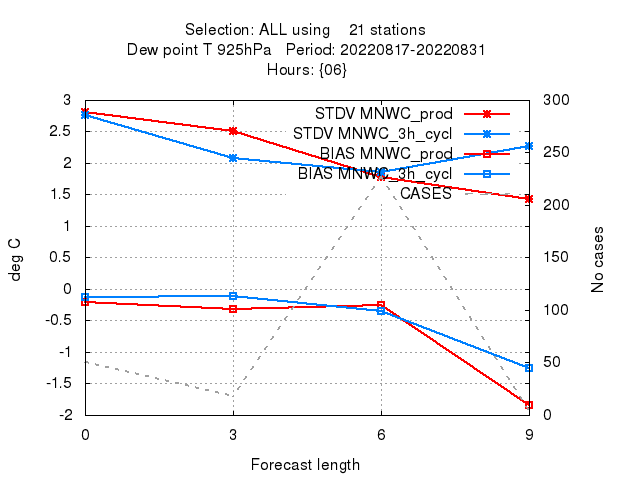 Selection: ALL using    21 stations
Dew point T 925hPa   Period: 20220817-20220831
Hours: {06}
3
2.5
2
1.5
1
0.5
0
-0.5
-1
-1.5
-2
300
250
200
150
100
50
0
STDV MNWC_prod
STDV MNWC_3h_cycl
BIAS MNWC_prod
BIAS MNWC_3h_cycl
CASES
deg C
No cases
0 3 6 9
Forecast length